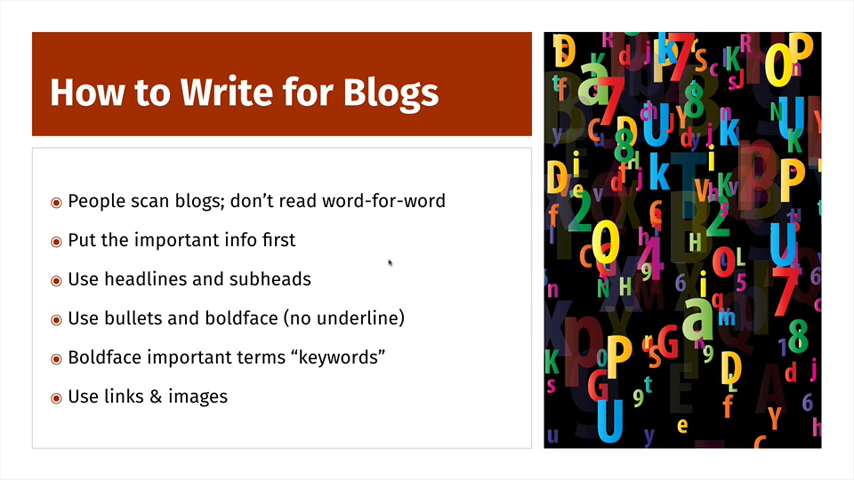 How to Write for Blogs
People scan blogs; don’t read word-for-word
Put the important info first
Use headlines and subheads
Use bullets and boldface (no underline)
Boldface important terms “keywords”
Use links & images